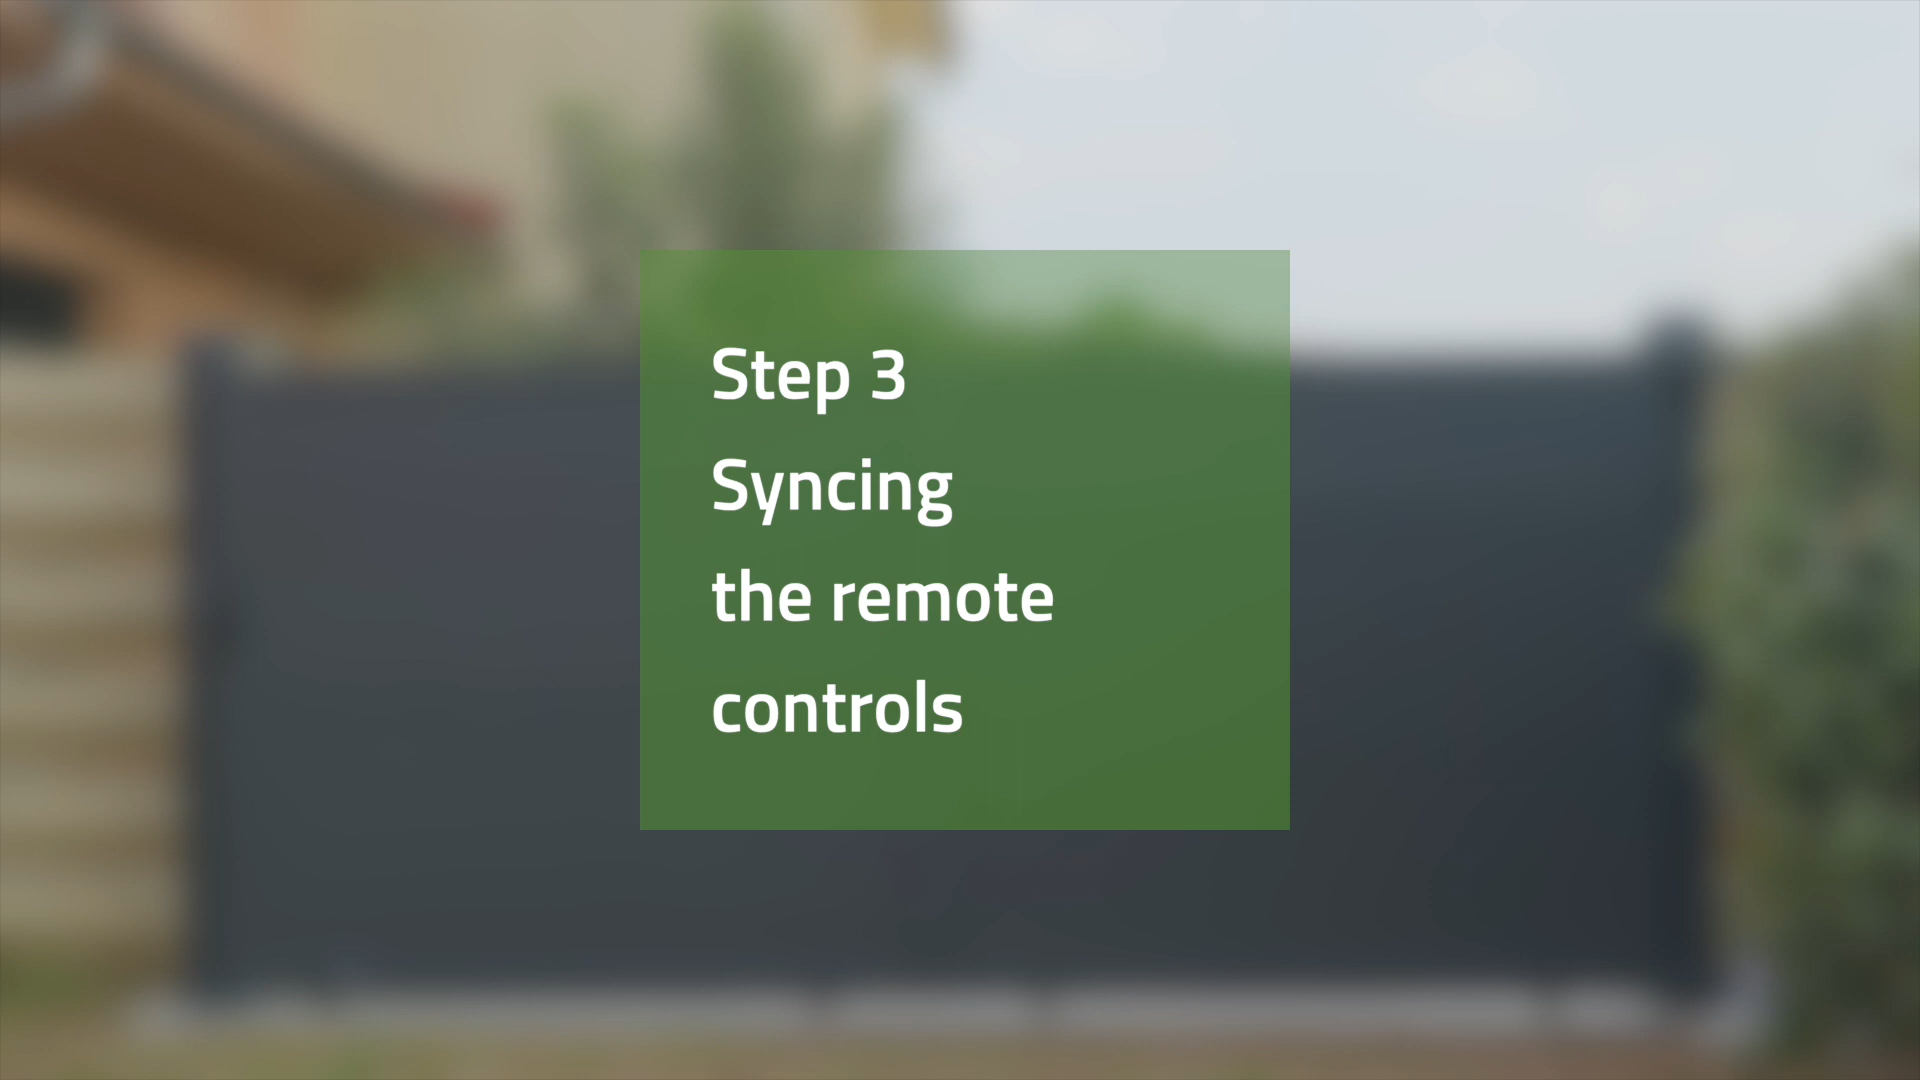 Step 3
Syncing
the remote
controls